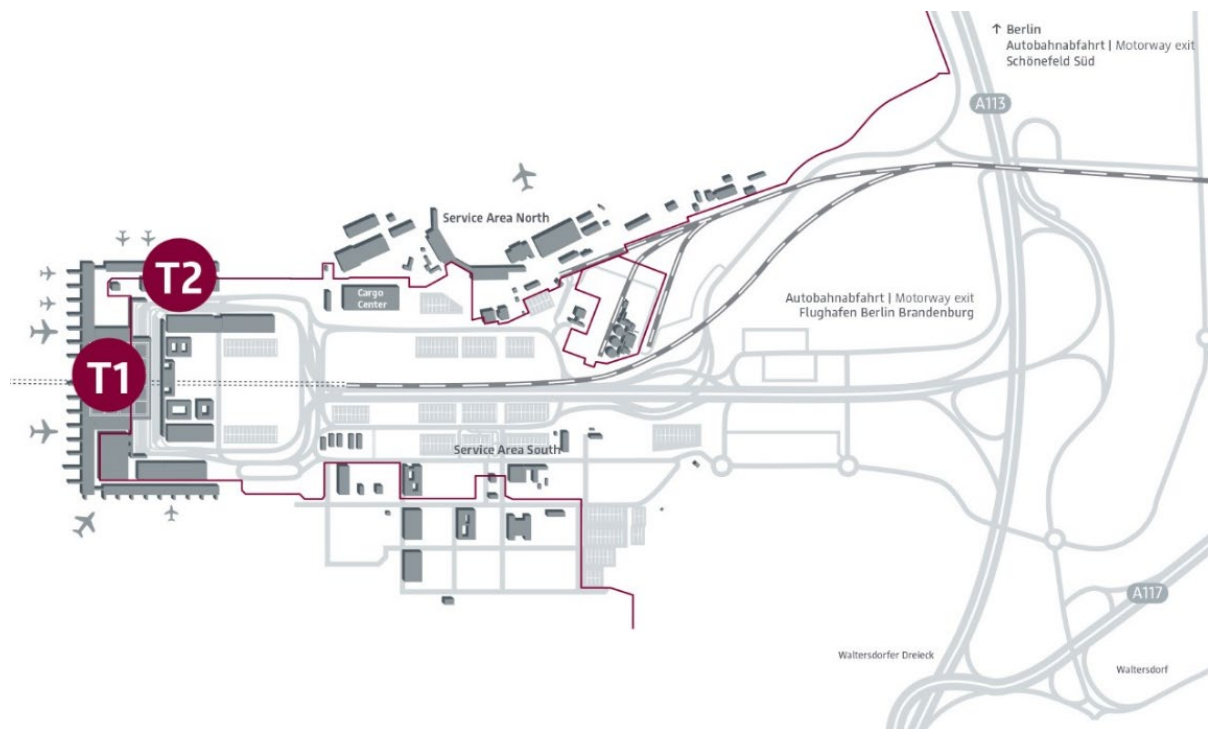 ↑ Berlin
Autobahnabfahrt | Motorway exit
Schönefeld Süd
A113
Service Area North
T2
Cargo
Center
Autobahnabfahrt | Motorway exit
Flughafen Berlin Brandenburg
T1
Service Area South
A117
Waltersdorfer Dreieck
Waltersdorf